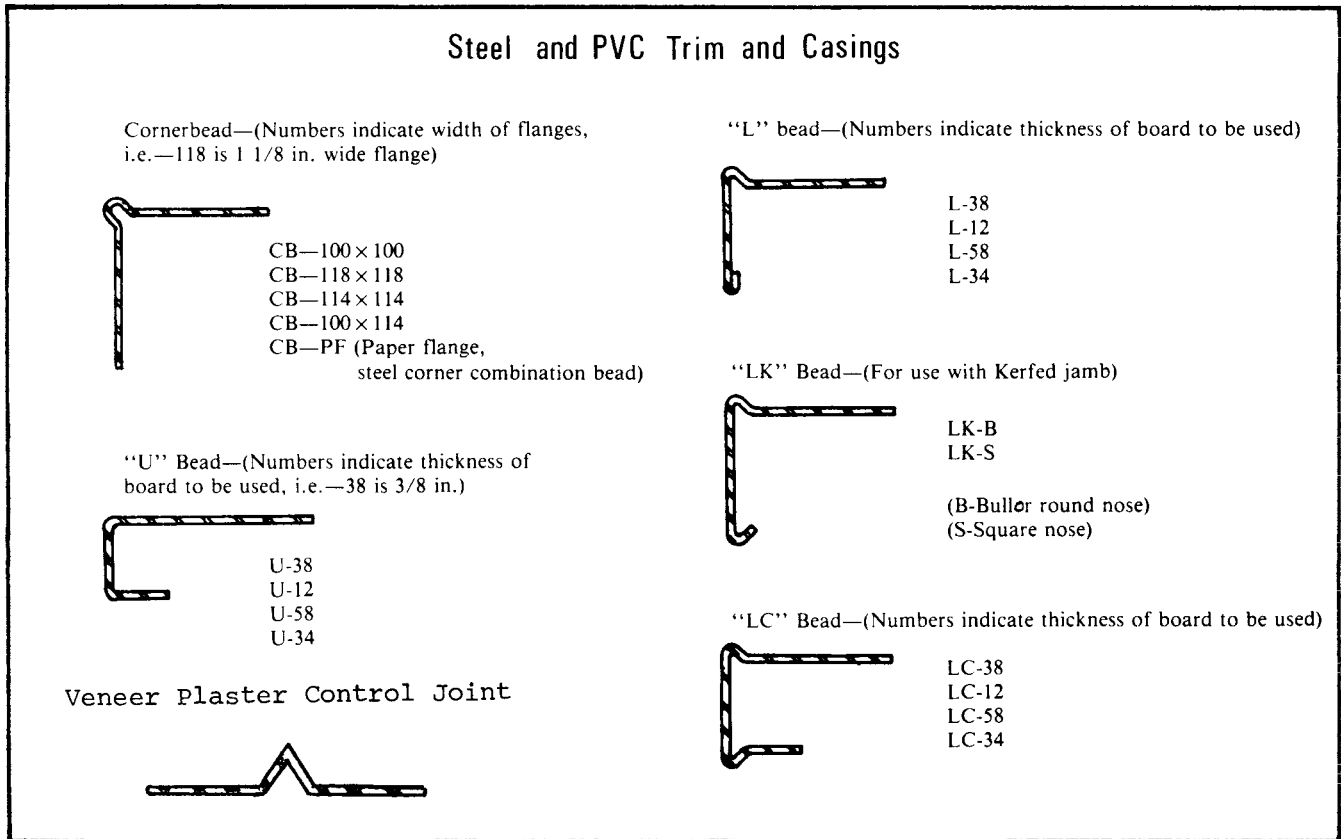 Steel and PVC Trim and Casings
Cornerbead—(Numbers indicate width of flanges,
i.e.—118 is 1 1/8 in. wide flange)
CB—100 × 100
CB—118 × 118
CB—114 × 114
CB—100 × 114
CB—PF (Paper flange,
steel corner combination bead)
“U” Bead—(Numbers indicate thickness of
board to be used, i.e.—38 is 3/8 in.)
U-38
U-12
U-58
U-34
Veneer Plaster Control Joint
“L” bead—(Numbers indicate thickness of board to be used)
L-38
L-12
L-58
L-34
“LK” Bead—(For use with Kerfed jamb)
LK-B
LK-S
(B-Bullor round nose)
(S-Square nose)
“LC” Bead—(Numbers indicate thickness of board to be used)
LC-38
LC-12
LC-58
LC-34